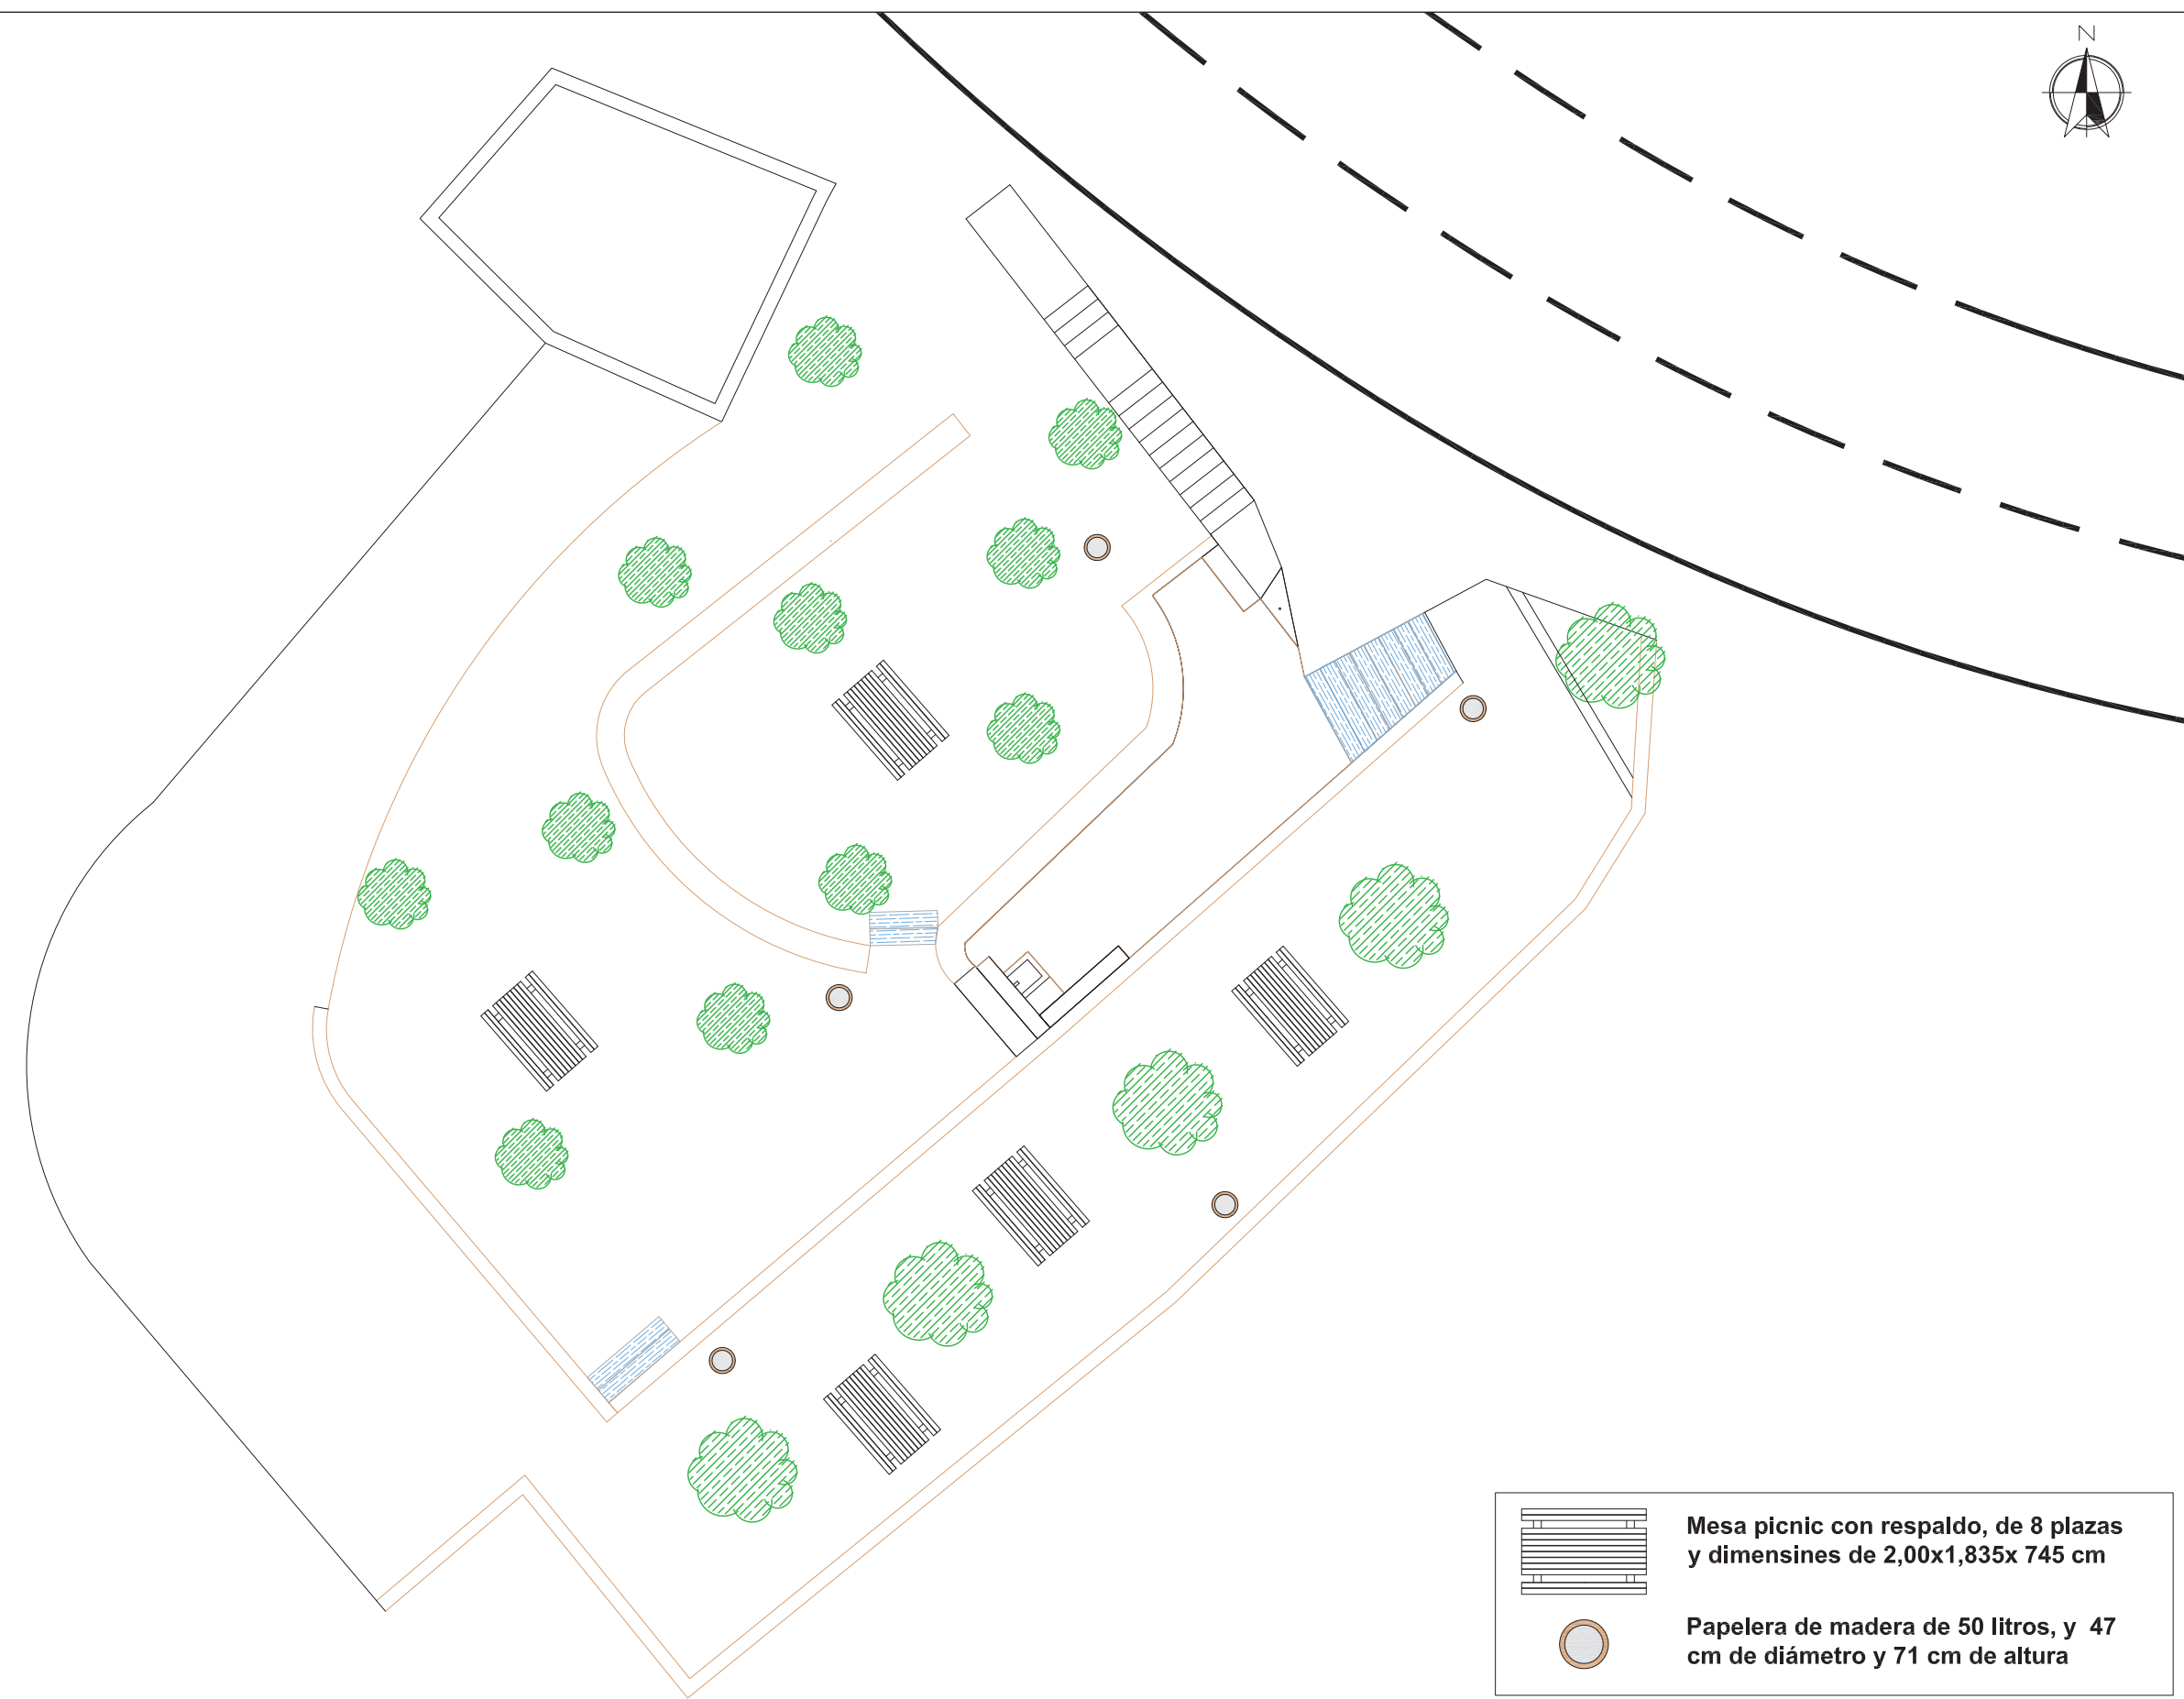 N
Mesa picnic con respaldo, de 8 plazas
y dimensines de 2,00x1,835x 745 cm
Papelera de madera de 50 litros, y 47
cm de diámetro y 71 cm de altura